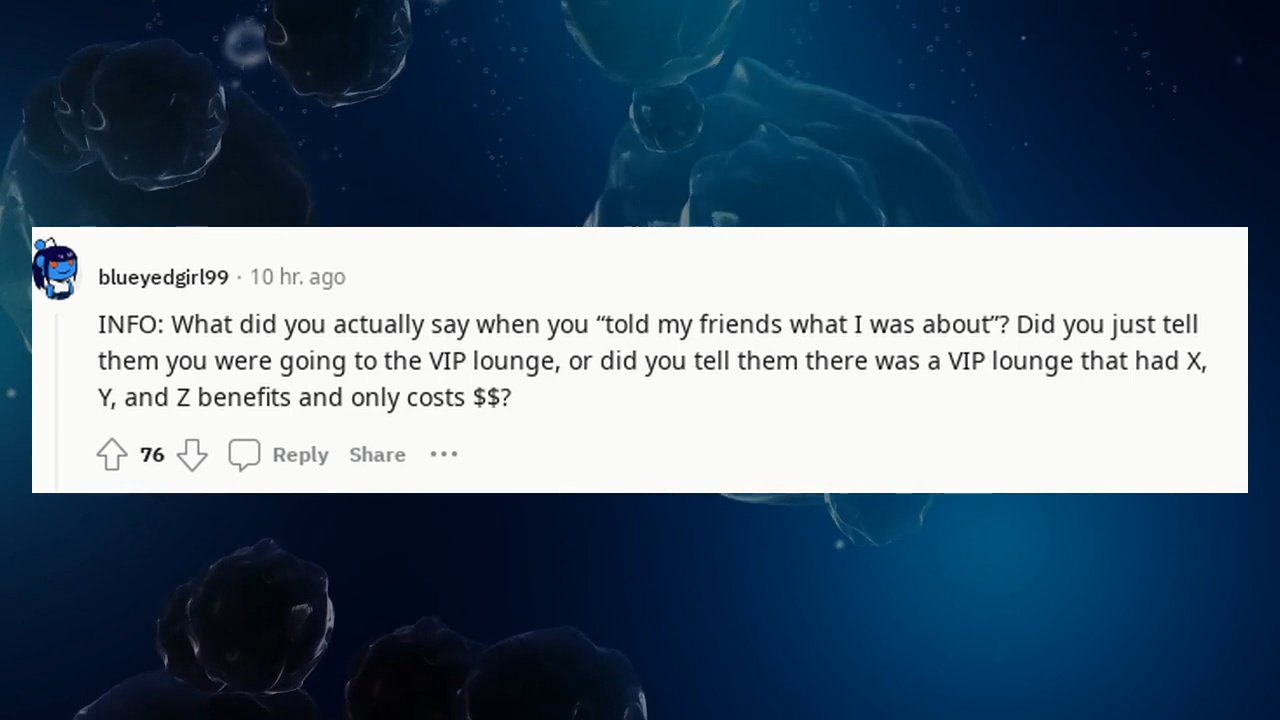 blueyedgirl99 · 10 hr. ago
INFO: What did you actually say when you “told my friends what I was about”? Did you just tell
them you were going to the VIP lounge, or did you tell them there was a VIP lounge that had X,
Y, and Z benefits and only costs $$?
76 Reply Share •••